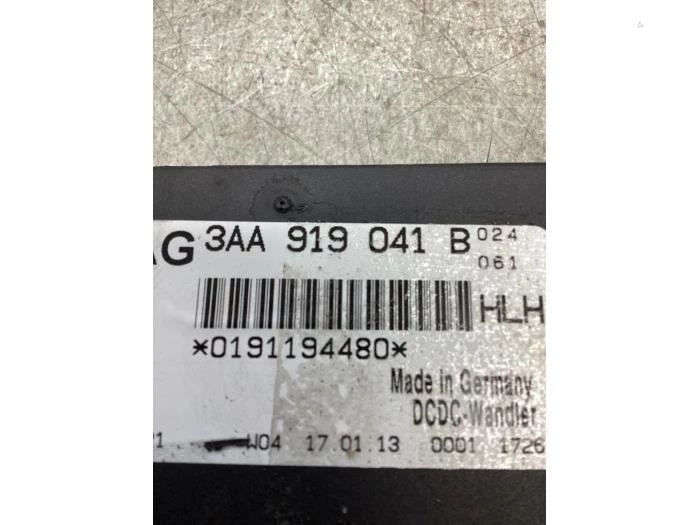 AG 3AA 919 041 B 024
061
HLH
*0191194480*
Made in Germany
DCDC-Wandler
W04 17.01.13 0001 1726